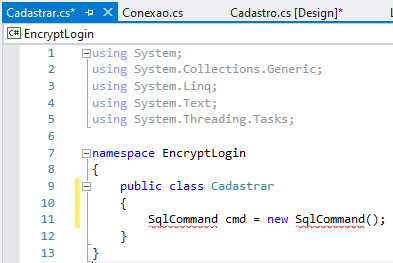 Cadastrar.cs* Conexao.cs Cadastro.cs [Design]*
C# EncryptLogin
1 using System;
2 using System.Collections.Generic;
3 using System.Linq;
4 using System.Text;
5 using System.Threading.Tasks;
6
7 namespace EncryptLogin
8 {
9 public class Cadastrar
10 {
11 SqlCommand cmd = new SqlCommand();
12 }
13 }